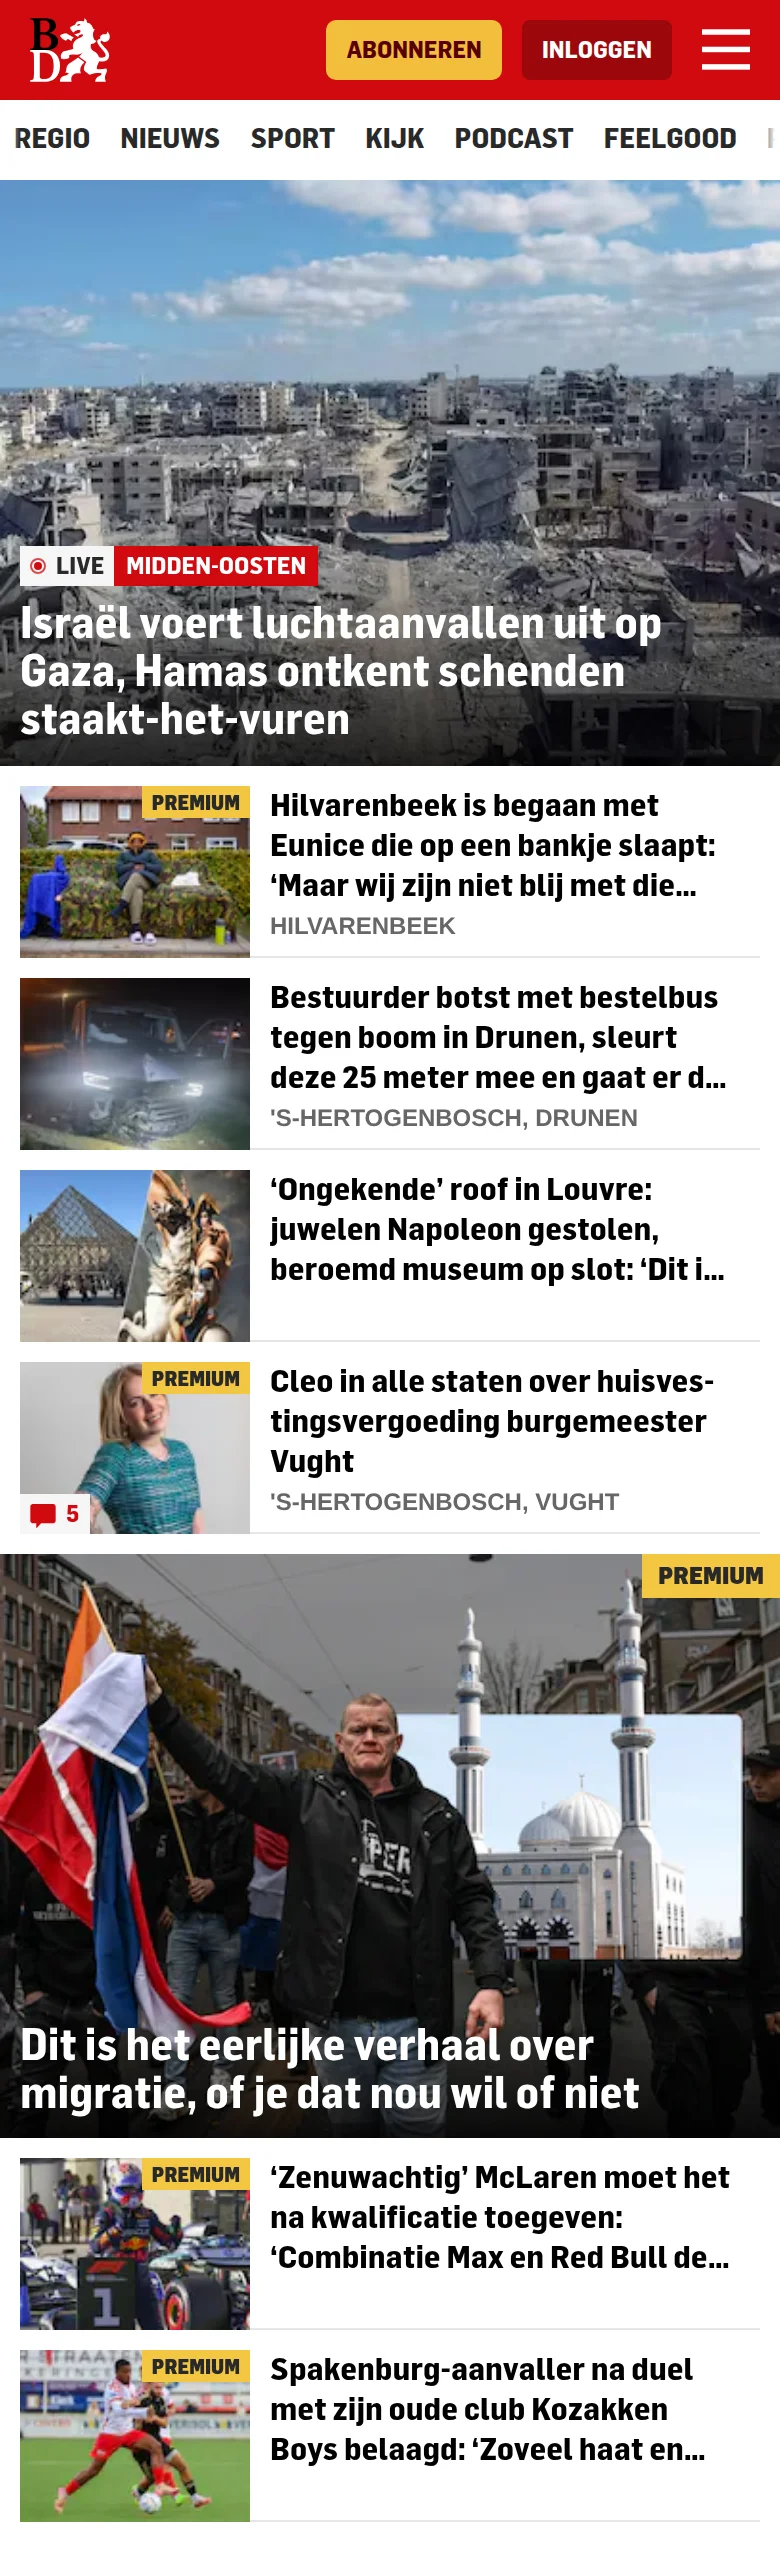 BD
ABONNEREN
INLOGGEN
REGIO NIEUWS SPORT KIJK PODCAST FEELGOOD
LIVE MIDDEN-OOSTEN
Israël voert luchtaanvallen uit op
Gaza, Hamas ontkent schenden
staakt-het-vuren
PREMIUM
Hilvarenbeek is begaan met
Eunice die op een bankje slaapt:
‘Maar wij zijn niet blij met die...
HILVARENBEEK
Bestuurder botst met bestelbus
tegen boom in Drunen, sleurt
deze 25 meter mee en gaat er d...
'S-HERTOGENBOSCH, DRUNEN
‘Ongekende’ roof in Louvre:
juwelen Napoleon gestolen,
beroemd museum op slot: ‘Dit i...
PREMIUM
5
Cleo in alle staten over huisves-
tingsvergoeding burgemeester
Vught
'S-HERTOGENBOSCH, VUGHT
PREMIUM
Dit is het eerlijke verhaal over
migratie, of je dat nou wil of niet
PREMIUM
1
‘Zenuwachtig’ McLaren moet het
na kwalificatie toegeven:
‘Combinatie Max en Red Bull de...
PREMIUM
Spakenburg-aanvaller na duel
met zijn oude club Kozakken
Boys belaagd: ‘Zoveel haat en...